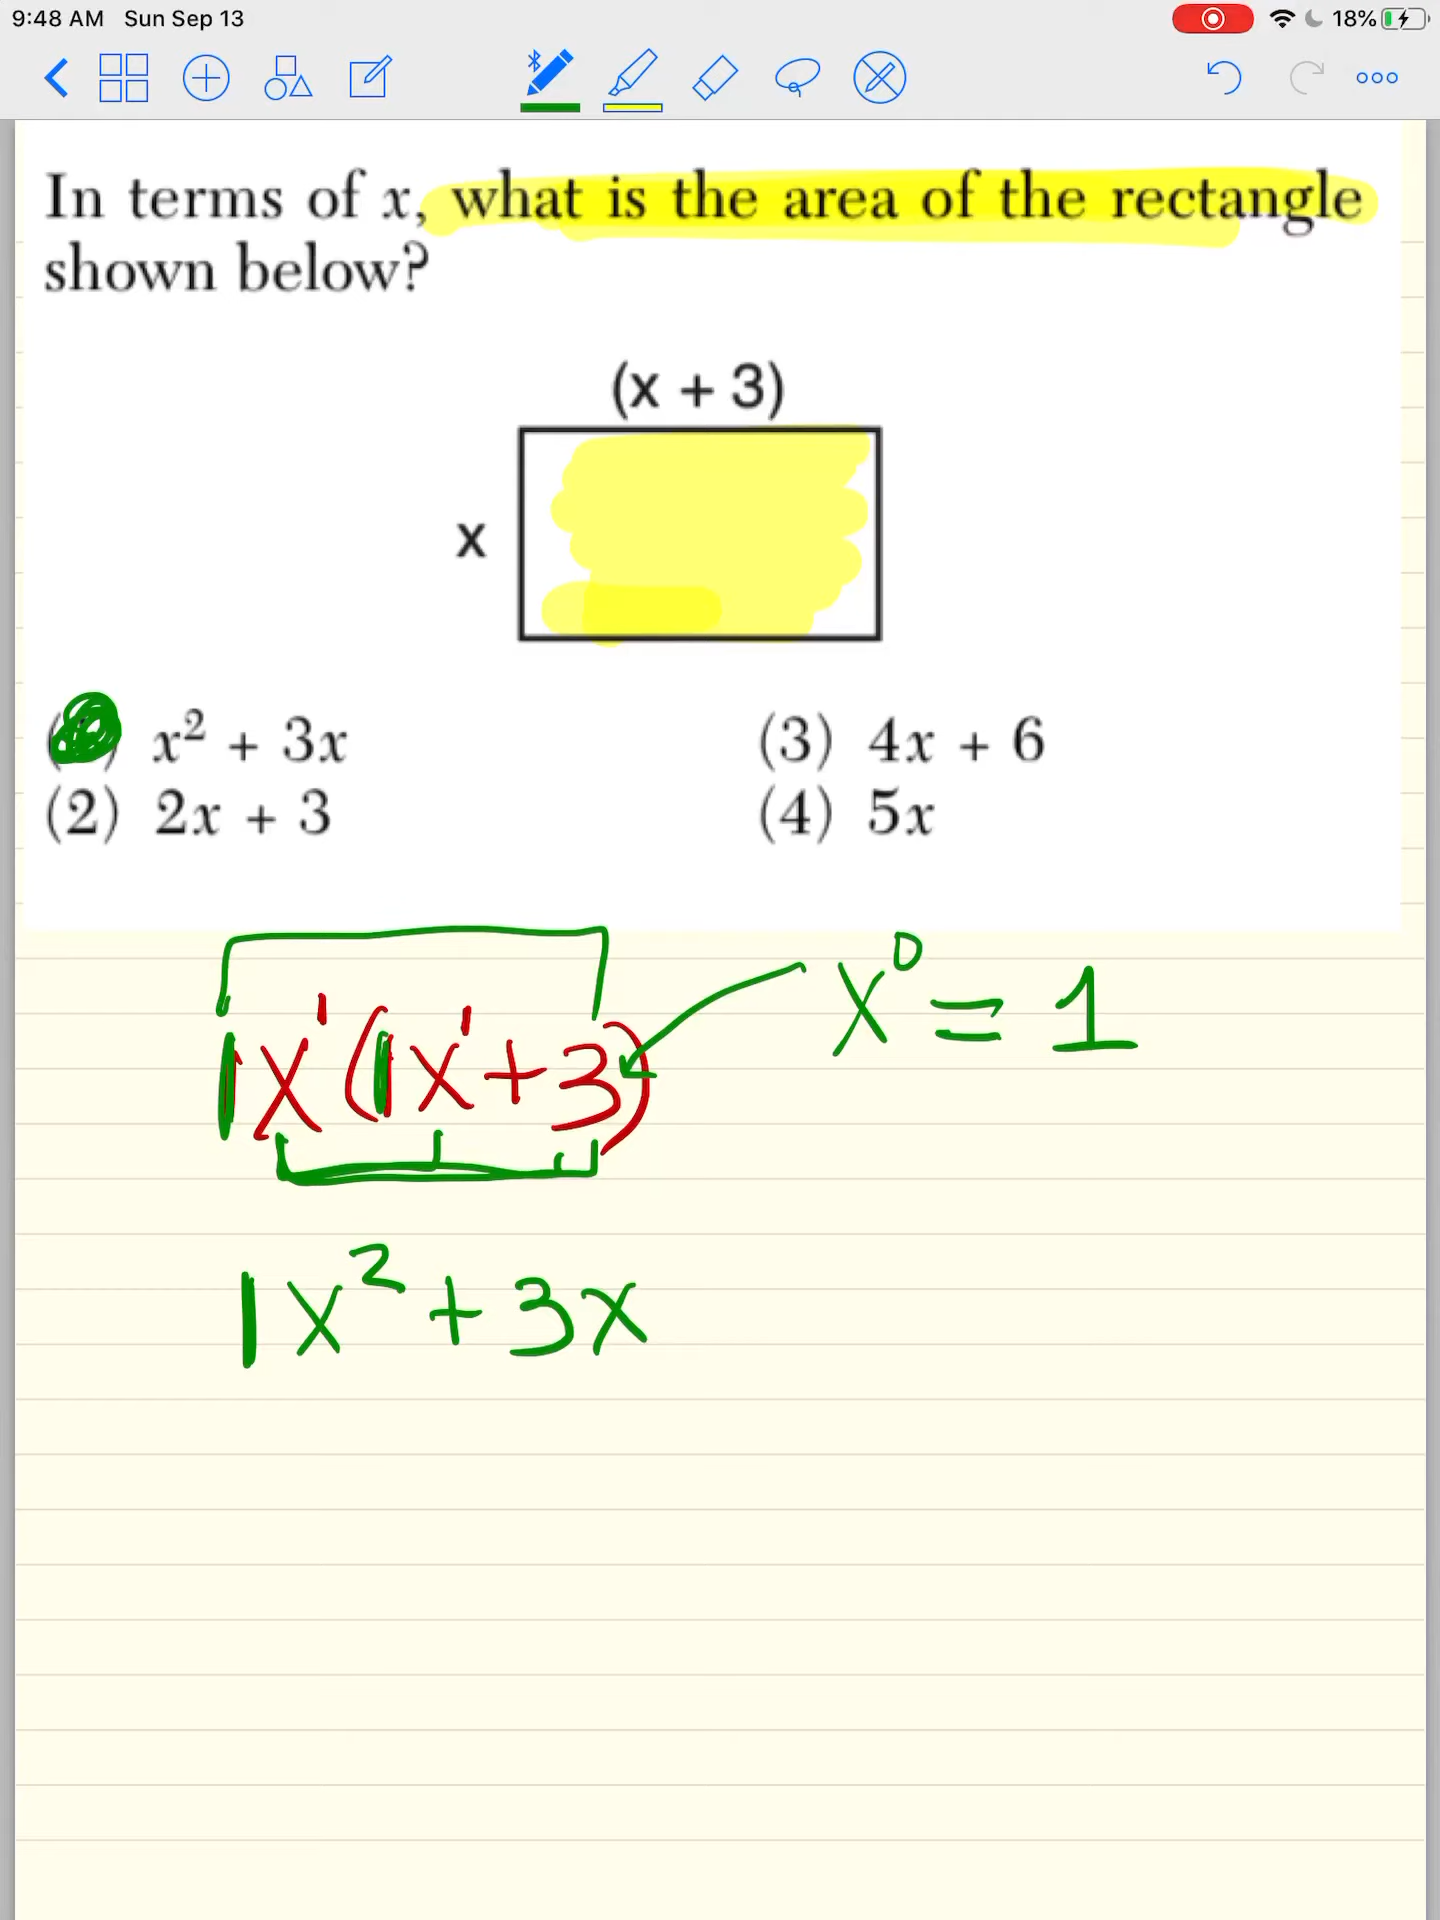 9:48 AM Sun Sep 13 18%
In terms of x, what is the area of the rectangle
shown below?
(x + 3)
x
x² + 3x
(3) 4x + 6
(2) 2x + 3
(4) 5x
x⁰ = 1
1x¹(1x¹+3)
1x² + 3x